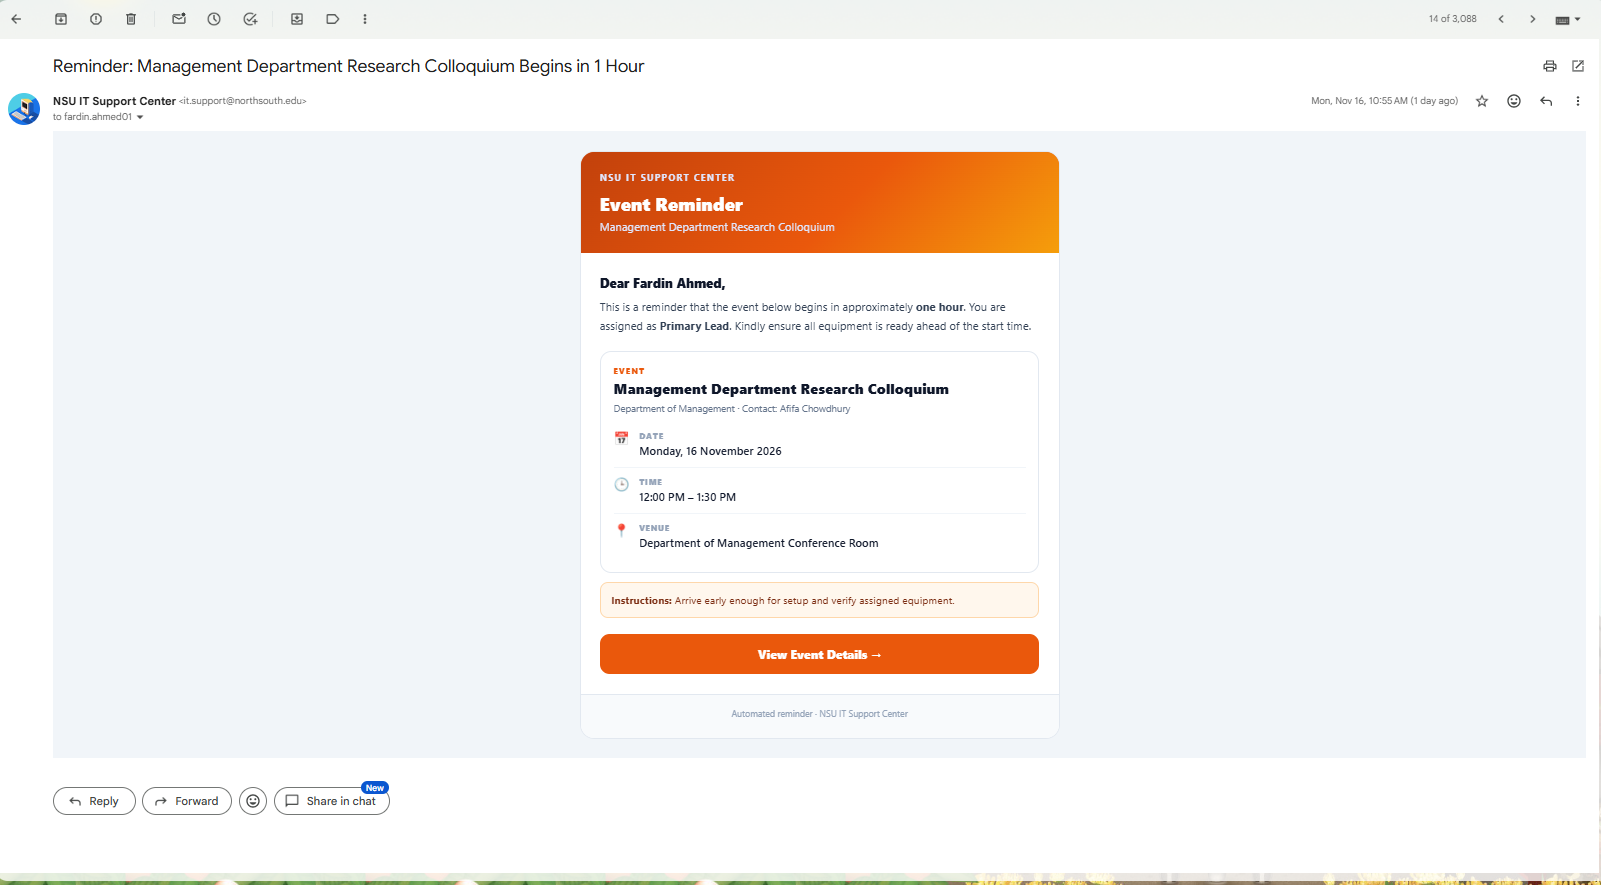 14 of 3,088
Reminder: Management Department Research Colloquium Begins in 1 Hour
NSU IT Support Center <it.support@northsouth.edu>
Mon, Nov 16, 10:55 AM (1 day ago)
to fardin.ahmed01
NSU IT SUPPORT CENTER
Event Reminder
Management Department Research Colloquium
Dear Fardin Ahmed,
This is a reminder that the event below begins in approximately one hour. You are
assigned as Primary Lead. Kindly ensure all equipment is ready ahead of the start time.
EVENT
Management Department Research Colloquium
Department of Management · Contact: Afifa Chowdhury
DATE
Monday, 16 November 2026
TIME
12:00 PM – 1:30 PM
VENUE
Department of Management Conference Room
Instructions: Arrive early enough for setup and verify assigned equipment.
View Event Details →
Automated reminder · NSU IT Support Center
New
Reply
Forward
Share in chat